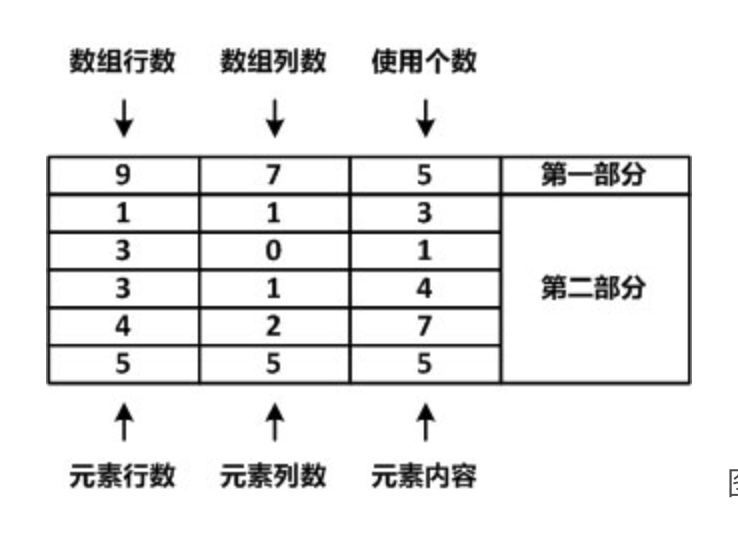 数组行数 数组列数 使用个数
9 7 5 第一部分
1 1 3
3 0 1
3 1 4 第二部分
4 2 7
5 5 5
元素行数 元素列数 元素内容